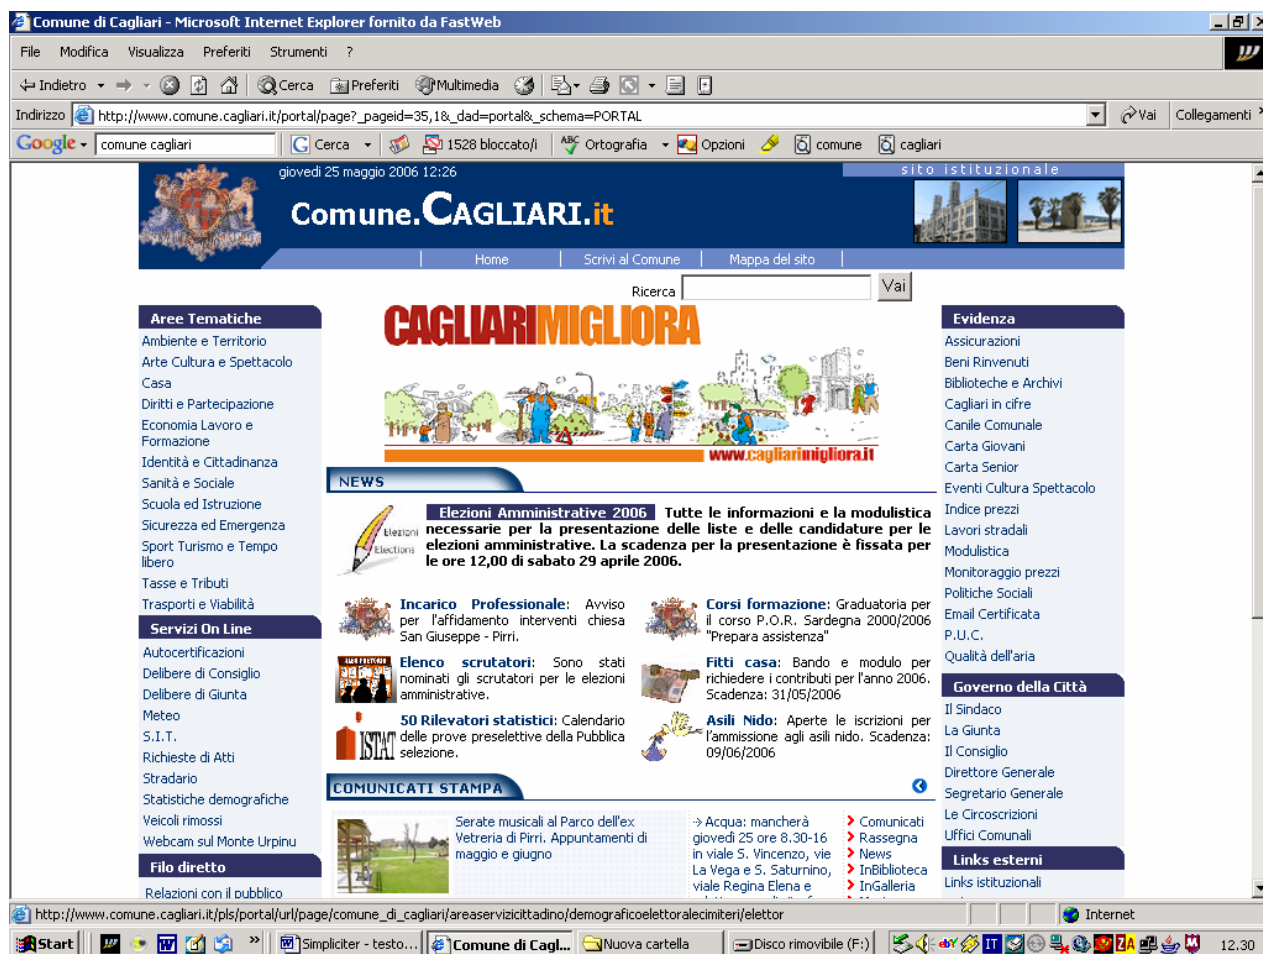 Comune di Cagliari - Microsoft Internet Explorer fornito da FastWeb
File Modifica Visualizza Preferiti Strumenti ?
Indietro Cerca Preferiti Multimedia
Indirizzo http://www.comune.cagliari.it/portal/page?_pageid=35,1&_dad=portal&_schema=PORTAL Vai Collegamenti
Google comune cagliari G Cerca 1528 bloccato/i ABC Ortografia Opzioni comune cagliari
giovedì 25 maggio 2006 12:26
sito istituzionale
Comune.CAGLIARI.it
Home Scrivi al Comune Mappa del sito
Ricerca Vai
Aree Tematiche
Ambiente e Territorio
Arte Cultura e Spettacolo
Casa
Diritti e Partecipazione
Economia Lavoro e
Formazione
Identità e Cittadinanza
Sanità e Sociale
Scuola ed Istruzione
Sicurezza ed Emergenza
Sport Turismo e Tempo
libero
Tasse e Tributi
Trasporti e Viabilità
Servizi On Line
Autocertificazioni
Delibere di Consiglio
Delibere di Giunta
Meteo
S.I.T.
Richieste di Atti
Stradario
Statistiche demografiche
Veicoli rimossi
Webcam sul Monte Urpinu
Filo diretto
Relazioni con il pubblico
CAGLIARIMIGLIORA
www.cagliarimigliora.it
NEWS
Elezioni
Elections
Elezioni Amministrative 2006 Tutte le informazioni e la modulistica
necessarie per la presentazione delle liste e delle candidature per le
elezioni amministrative. La scadenza per la presentazione è fissata per
le ore 12,00 di sabato 29 aprile 2006.
Incarico Professionale: Avviso
per l'affidamento interventi chiesa
San Giuseppe - Pirri.
Corsi formazione: Graduatoria per
il corso P.O.R. Sardegna 2000/2006
"Prepara assistenza"
Elenco scrutatori: Sono stati
nominati gli scrutatori per le elezioni
amministrative.
Fitti casa: Bando e modulo per
richiedere i contributi per l'anno 2006.
Scadenza: 31/05/2006
ISTAT
50 Rilevatori statistici: Calendario
delle prove preselettive della Pubblica
selezione.
Asili Nido: Aperte le iscrizioni per
l'ammissione agli asili nido. Scadenza:
09/06/2006
COMUNICATI STAMPA
Serate musicali al Parco dell'ex
Vetreria di Pirri. Appuntamenti di
maggio e giugno
Acqua: mancherà
giovedì 25 ore 8.30-16
in viale S. Vincenzo, vie
La Vega e S. Saturnino,
viale Regina Elena e
Comunicati
Rassegna
News
InBiblioteca
InGalleria
Evidenza
Assicurazioni
Beni Rinvenuti
Biblioteche e Archivi
Cagliari in cifre
Canile Comunale
Carta Giovani
Carta Senior
Eventi Cultura Spettacolo
Indice prezzi
Lavori stradali
Modulistica
Monitoraggio prezzi
Politiche Sociali
Email Certificata
P.U.C.
Qualità dell'aria
Governo della Città
Il Sindaco
La Giunta
Il Consiglio
Direttore Generale
Segretario Generale
Le Circoscrizioni
Uffici Comunali
Links esterni
Links istituzionali
http://www.comune.cagliari.it/pls/portal/url/page/comune_di_cagliari/areaservizicittadino/demograficoelettoralecimiteri/elettor Internet
Start Simpliciter - testo... Comune di Cagl... Nuova cartella Disco rimovibile (F:) ebY IT ZA 12.30